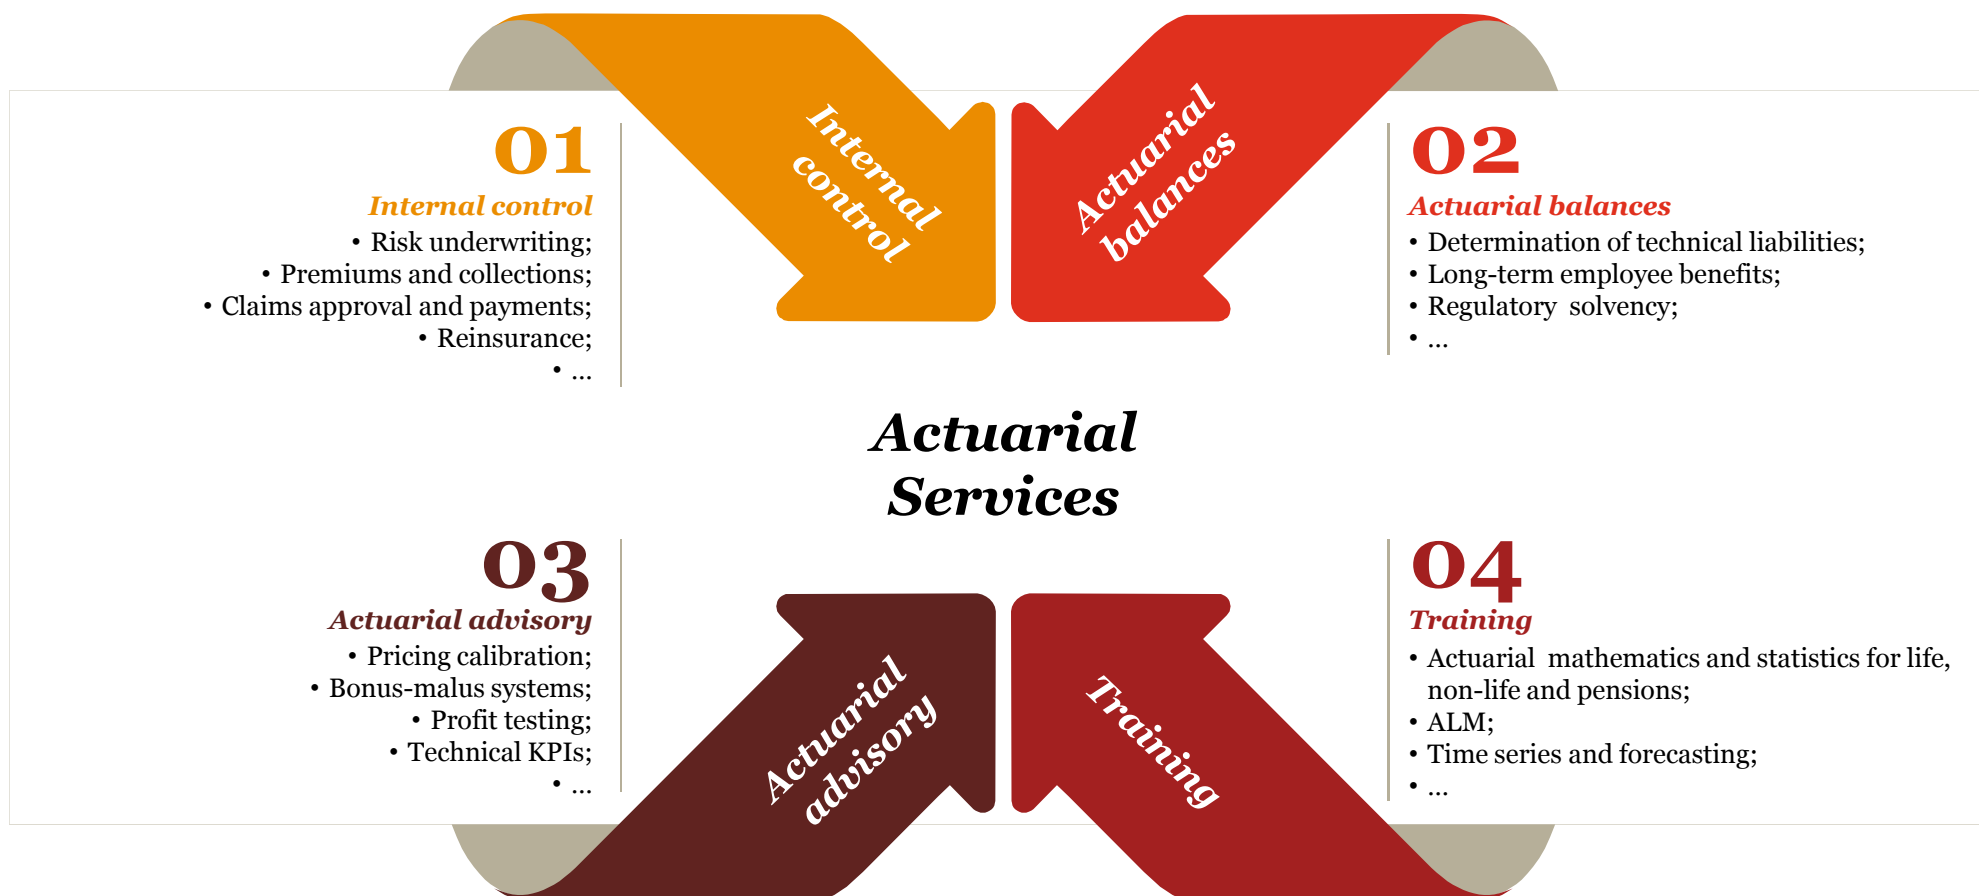 Internal
control
Actuarial
balances
01
Internal control
• Risk underwriting;
• Premiums and collections;
• Claims approval and payments;
• Reinsurance;
• ...
02
Actuarial balances
• Determination of technical liabilities;
• Long-term employee benefits;
• Regulatory  solvency;
• ...
Actuarial
Services
03
Actuarial advisory
• Pricing calibration;
• Bonus-malus systems;
• Profit testing;
• Technical KPIs;
• ...
Actuarial
advisory
Training
04
Training
• Actuarial  mathematics and statistics for life,
non-life and pensions;
• ALM;
• Time series and forecasting;
• ...